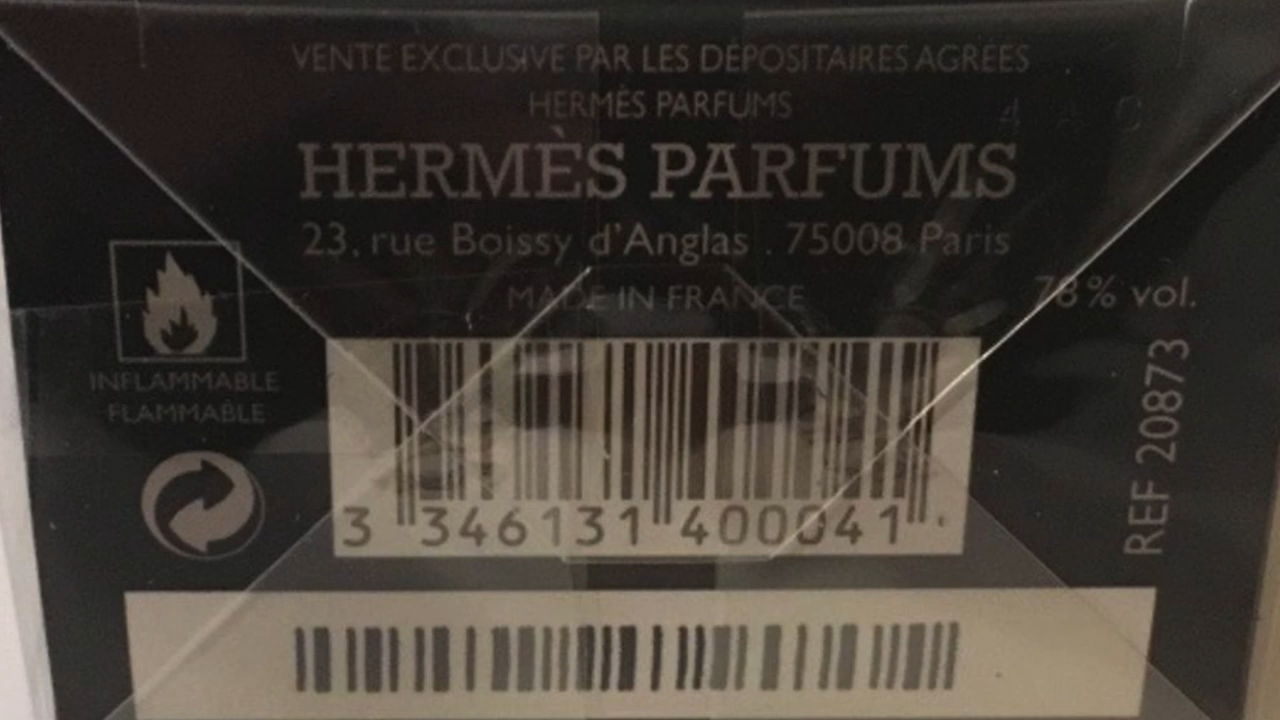 VENTE EXCLUSIVE PAR LES DÉPOSITAIRES AGRÉÉS
HERMÈS PARFUMS
HERMÈS PARFUMS
23, rue Boissy d'Anglas . 75008 Paris
MADE IN FRANCE
78% vol.
INFLAMMABLE
FLAMMABLE
REF 20873
3 346131 400041